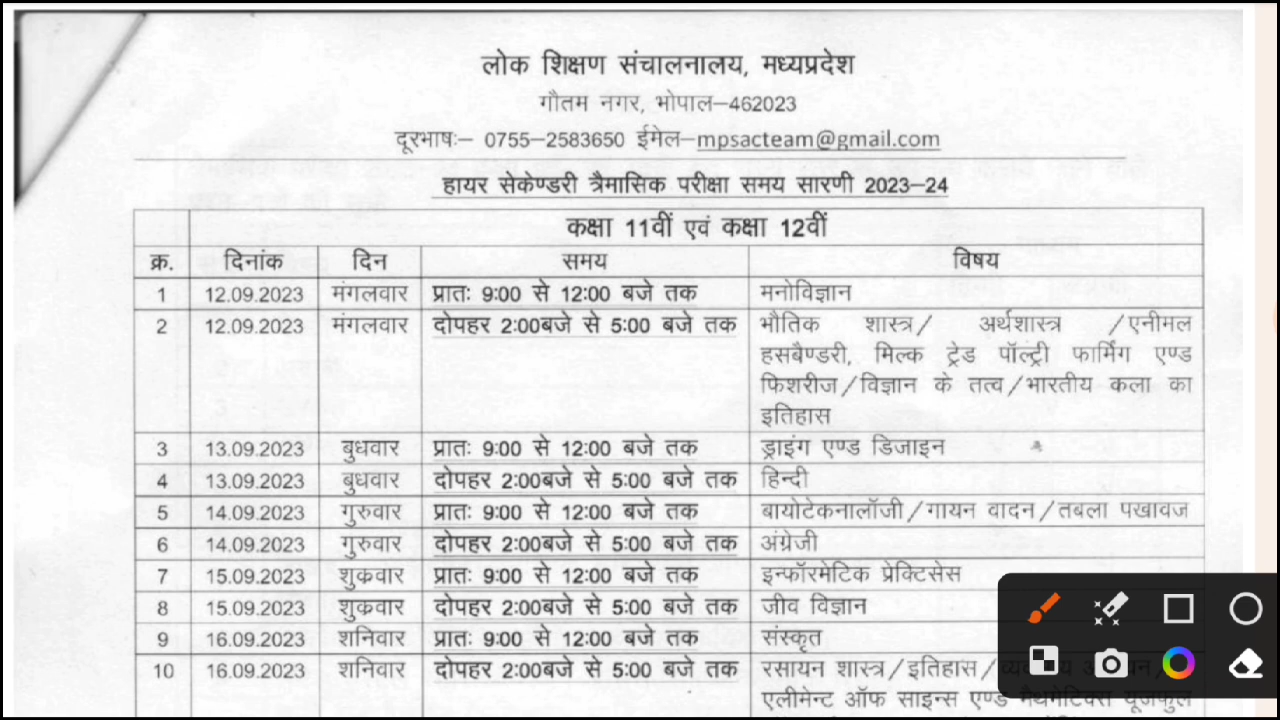 लोक शिक्षण संचालनालय, मध्यप्रदेश
गौतम नगर, भोपाल–462023
दूरभाषः– 0755–2583650 ईमेल–mpsacteam@gmail.com
हायर सेकेण्डरी त्रैमासिक परीक्षा समय सारणी 2023–24
कक्षा 11वीं एवं कक्षा 12वीं
क्र. दिनांक दिन समय विषय
1 12.09.2023 मंगलवार प्रातः 9:00 से 12:00 बजे तक मनोविज्ञान
2 12.09.2023 मंगलवार दोपहर 2:00बजे से 5:00 बजे तक भौतिक शास्त्र/ अर्थशास्त्र /एनीमल
हसबैण्डरी, मिल्क ट्रेड पॉल्ट्री फार्मिंग एण्ड
फिशरीज/विज्ञान के तत्व/भारतीय कला का
इतिहास
3 13.09.2023 बुधवार प्रातः 9:00 से 12:00 बजे तक ड्राइंग एण्ड डिजाइन
4 13.09.2023 बुधवार दोपहर 2:00बजे से 5:00 बजे तक हिन्दी
5 14.09.2023 गुरुवार प्रातः 9:00 से 12:00 बजे तक बायोटेकनालॉजी/गायन वादन/तबला पखावज
6 14.09.2023 गुरुवार दोपहर 2:00बजे से 5:00 बजे तक अंग्रेजी
7 15.09.2023 शुकवार प्रातः 9:00 से 12:00 बजे तक इन्फॉरमेटिक प्रेक्टिसेस
8 15.09.2023 शुक्रवार दोपहर 2:00बजे से 5:00 बजे तक जीव विज्ञान
9 16.09.2023 शनिवार प्रातः 9:00 से 12:00 बजे तक संस्कृत
10 16.09.2023 शनिवार दोपहर 2:00बजे से 5:00 बजे तक रसायन शास्त्र/इतिहास/
एलीमेन्ट ऑफ साइन्स एण्ड मैथमेटिक्स यूजफुल